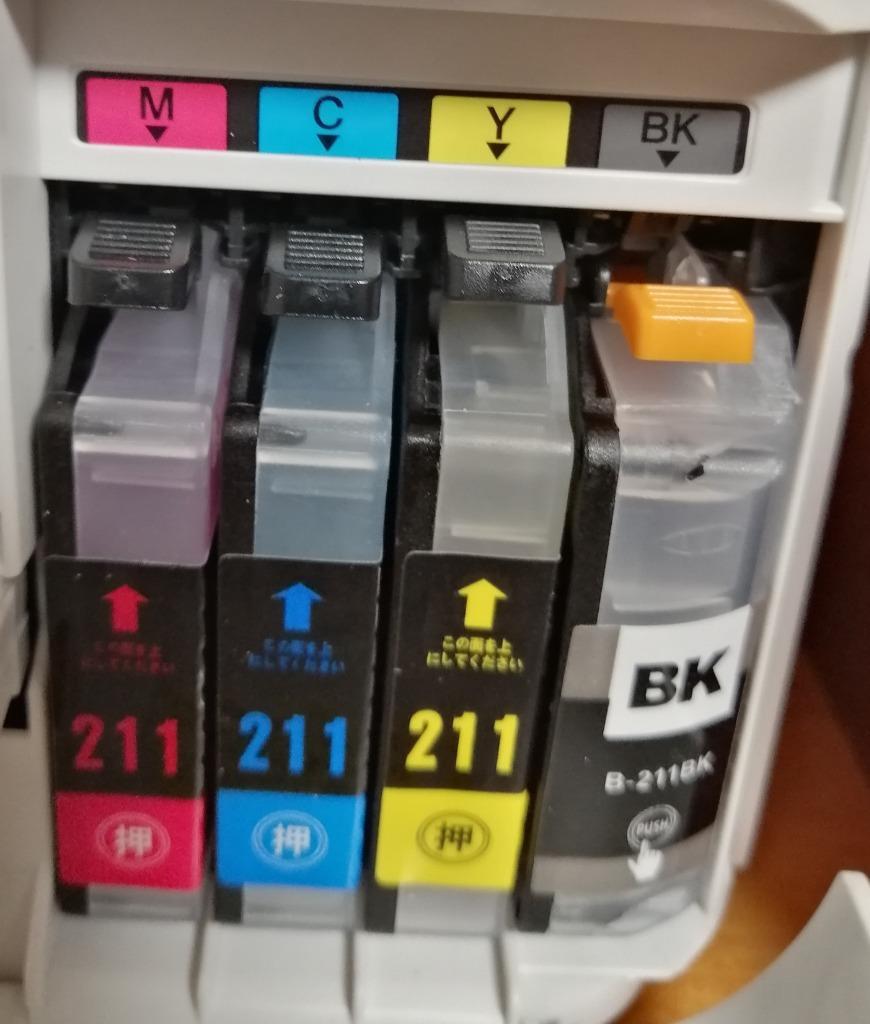 M
C
Y
BK
この面を上
にしてください
211
押
この面を上
にしてください
211
押
この面を上
にしてください
211
押
BK
B-211BK
PUSH